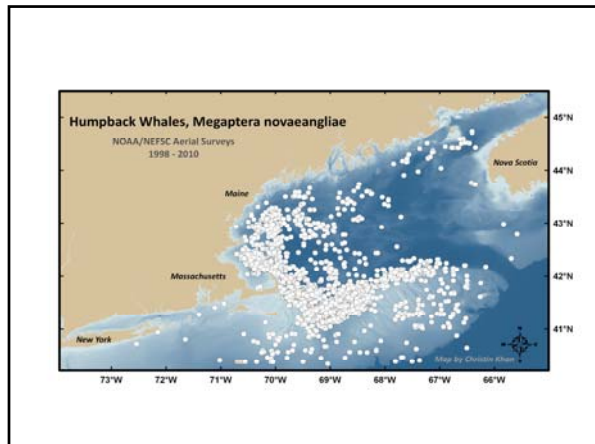 Humpback Whales, Megaptera novaeangliae
NOAA/NEFSC Aerial Surveys
1998 - 2010
45°N
Nova Scotia
44°N
Maine
43°N
Massachusetts
42°N
New York
41°N
Map by Christin Khan
73°W 72°W 71°W 70°W 69°W 68°W 67°W 66°W